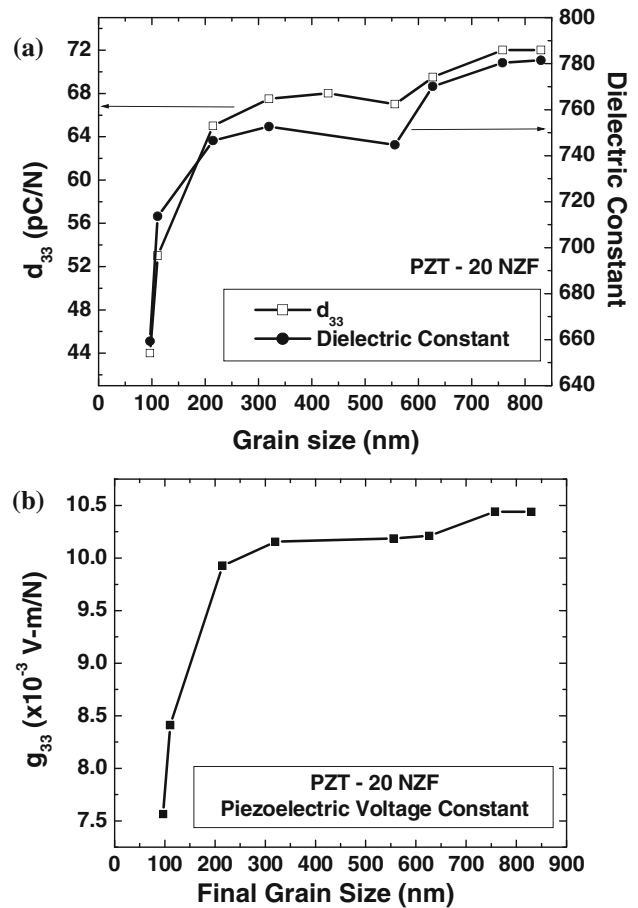 (a)
72
68
64
60
56
52
48
44
d33 (pC/N)
800
780
760
740
720
700
680
660
640
Dielectric Constant
PZT - 20 NZF
d33
Dielectric Constant
0 100 200 300 400 500 600 700 800
Grain size (nm)
(b)
10.5
10.0
9.5
9.0
8.5
8.0
7.5
g33 (x10-3 V-m/N)
PZT - 20 NZF
Piezoelectric Voltage Constant
0 100 200 300 400 500 600 700 800 900
Final Grain Size (nm)